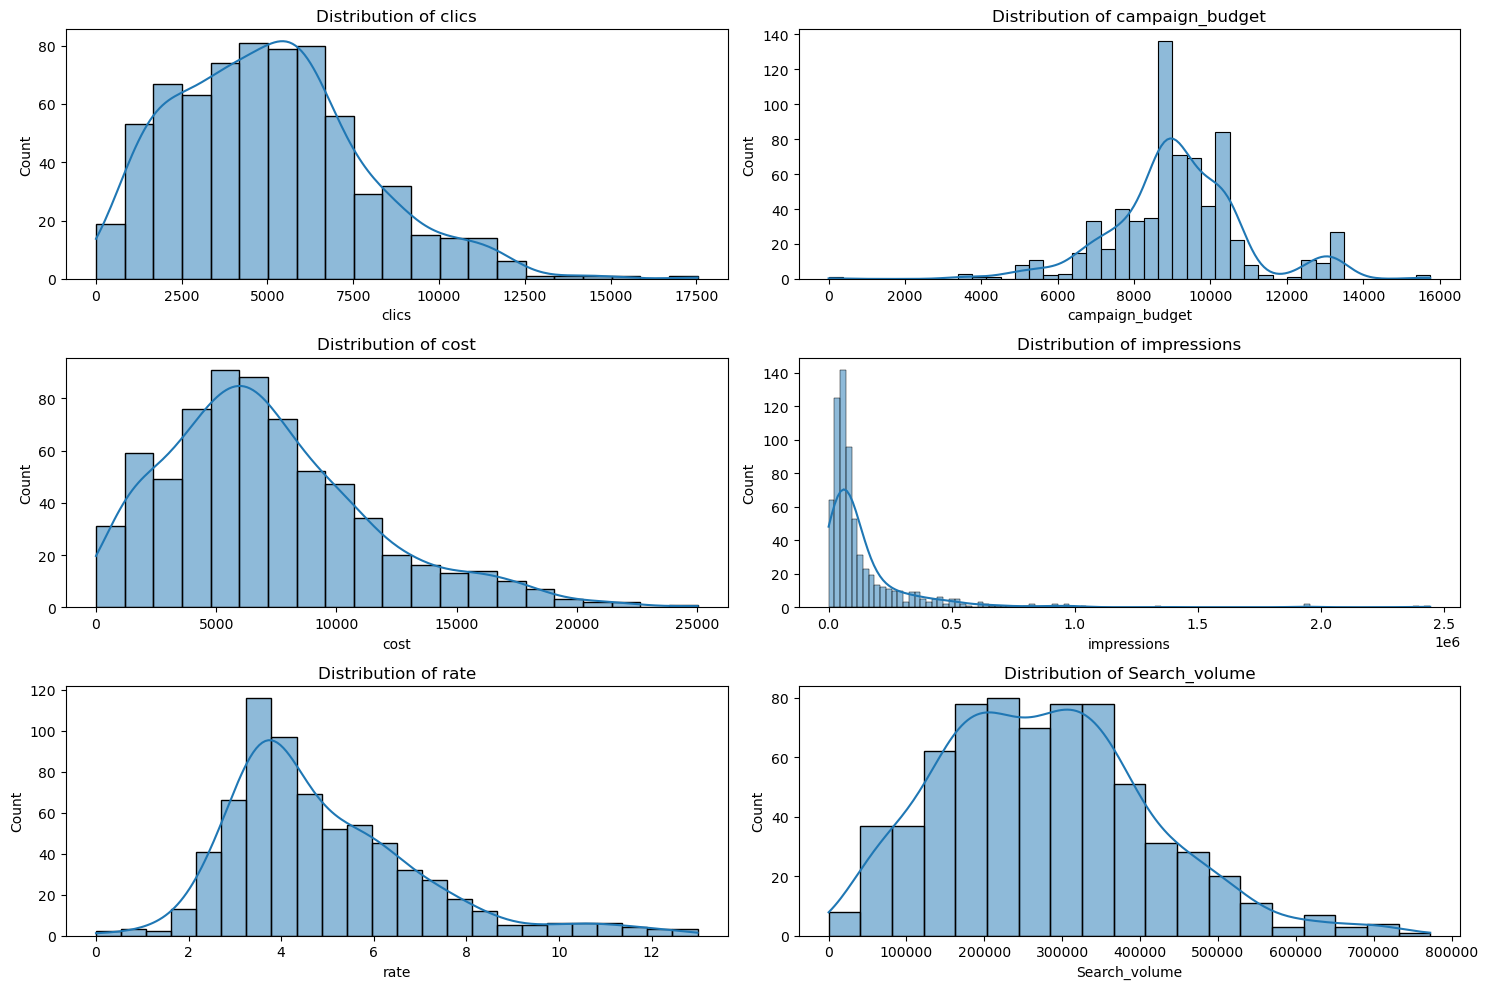 Distribution of clics
80
60
40
20
0
Count
0 2500 5000 7500 10000 12500 15000 17500
clics
Distribution of campaign_budget
140
120
100
80
60
40
20
0
Count
0 2000 4000 6000 8000 10000 12000 14000 16000
campaign_budget
Distribution of cost
80
60
40
20
0
Count
0 5000 10000 15000 20000 25000
cost
Distribution of impressions
140
120
100
80
60
40
20
0
Count
0.0 0.5 1.0 1.5 2.0 2.5
1e6
impressions
Distribution of rate
120
100
80
60
40
20
0
Count
0 2 4 6 8 10 12
rate
Distribution of Search_volume
80
60
40
20
0
Count
0 100000 200000 300000 400000 500000 600000 700000 800000
Search_volume